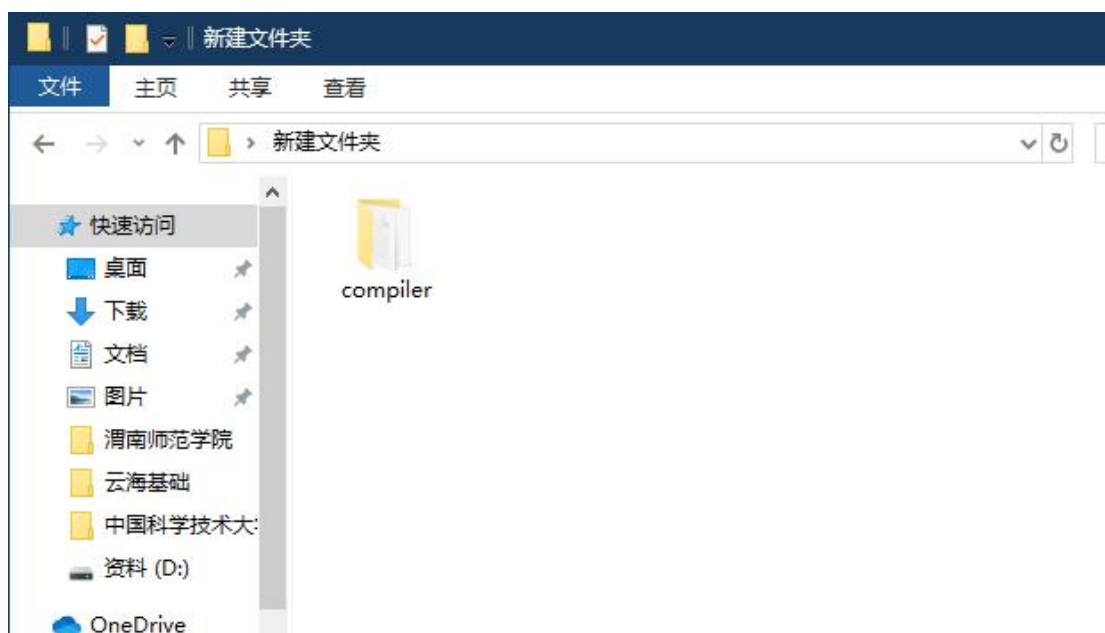 新建文件夹
文件 主页 共享 查看
新建文件夹
快速访问
桌面
下载
文档
图片
渭南师范学院
云海基础
中国科学技术大
资料 (D:)
OneDrive
compiler